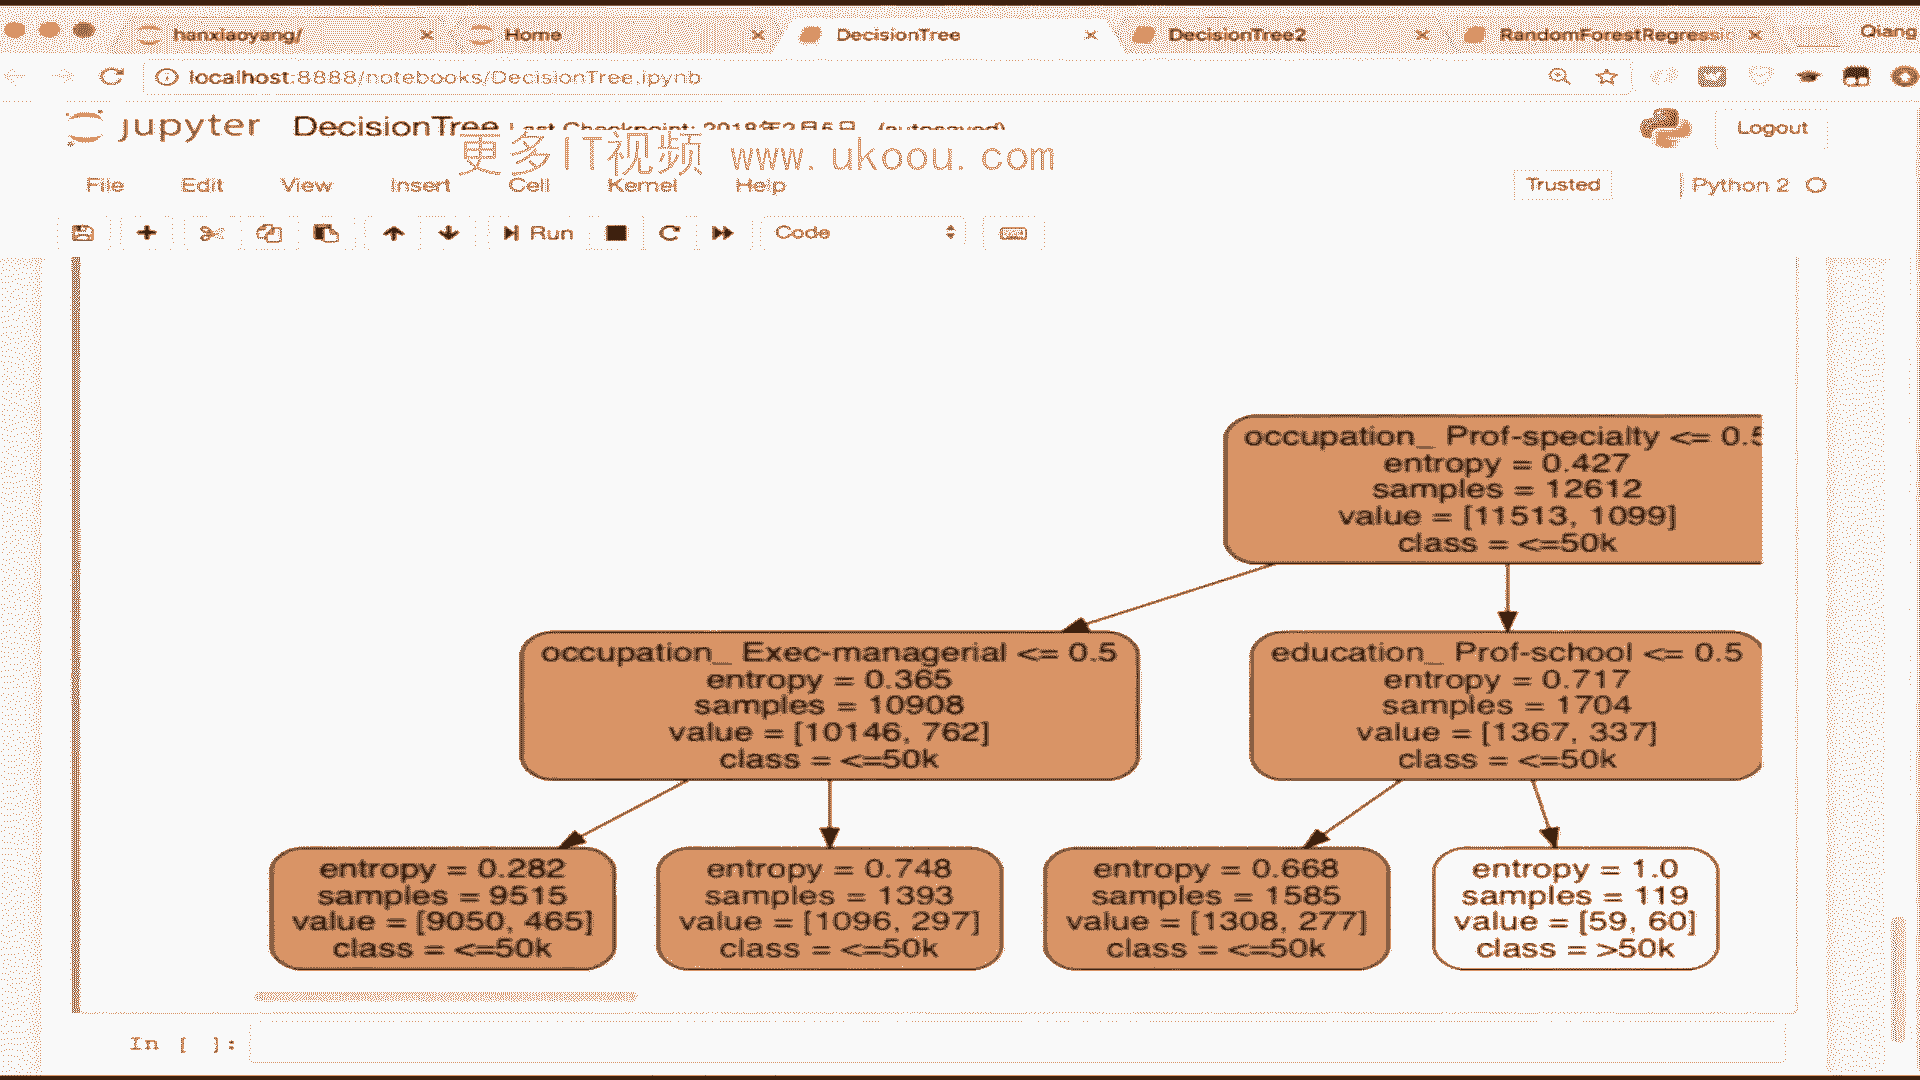 hanxiaoyang/
Home
DecisionTree
DecisionTree2
RandomForestRegressi
Qiang
localhost:8888/notebooks/DecisionTree.ipynb
jupyter DecisionTree Last Checkpoint: 2018年2月5日 (autosaved)
Logout
更多IT视频 www.ukoou.com
File Edit View Insert Cell Kernel Help
Trusted
Python 2
Run
Code
occupation_ Prof-specialty <= 0.5
entropy = 0.427
samples = 12612
value = [11513, 1099]
class = <=50k
occupation_ Exec-managerial <= 0.5
entropy = 0.365
samples = 10908
value = [10146, 762]
class = <=50k
education_ Prof-school <= 0.5
entropy = 0.717
samples = 1704
value = [1367, 337]
class = <=50k
entropy = 0.282
samples = 9515
value = [9050, 465]
class = <=50k
entropy = 0.748
samples = 1393
value = [1096, 297]
class = <=50k
entropy = 0.668
samples = 1585
value = [1308, 277]
class = <=50k
entropy = 1.0
samples = 119
value = [59, 60]
class = >50k
In [ ]: